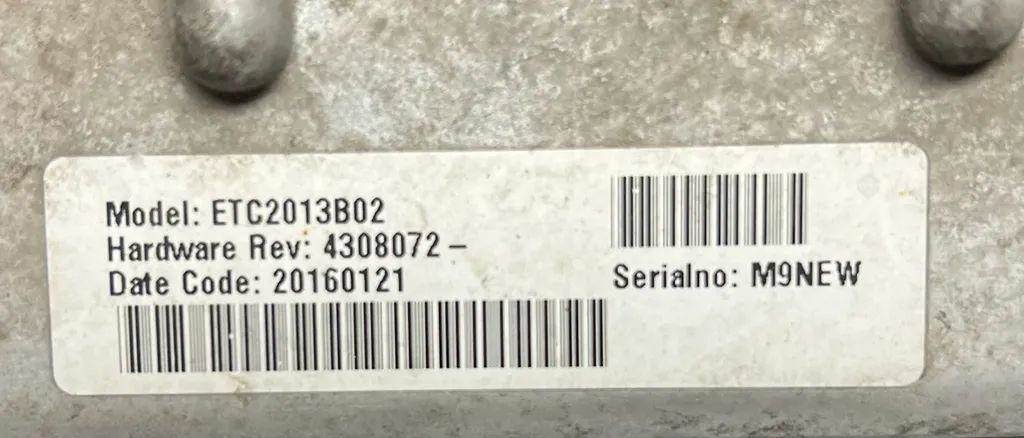 Model: ETC2013B02
Hardware Rev: 4308072-
Date Code: 20160121
Serialno: M9NEW